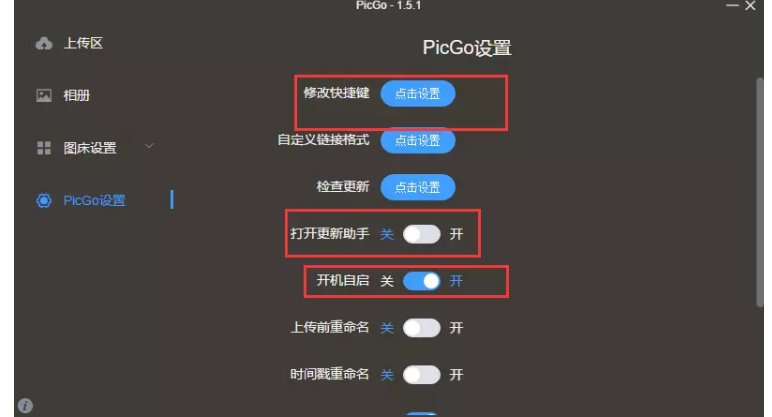 PicGo - 1.5.1
上传区
相册
图床设置
PicGo设置
PicGo设置
修改快捷键 点击设置
自定义链接格式 点击设置
检查更新 点击设置
打开更新助手 关 开
开机自启 关 开
上传前重命名 关 开
时间戳重命名 关 开